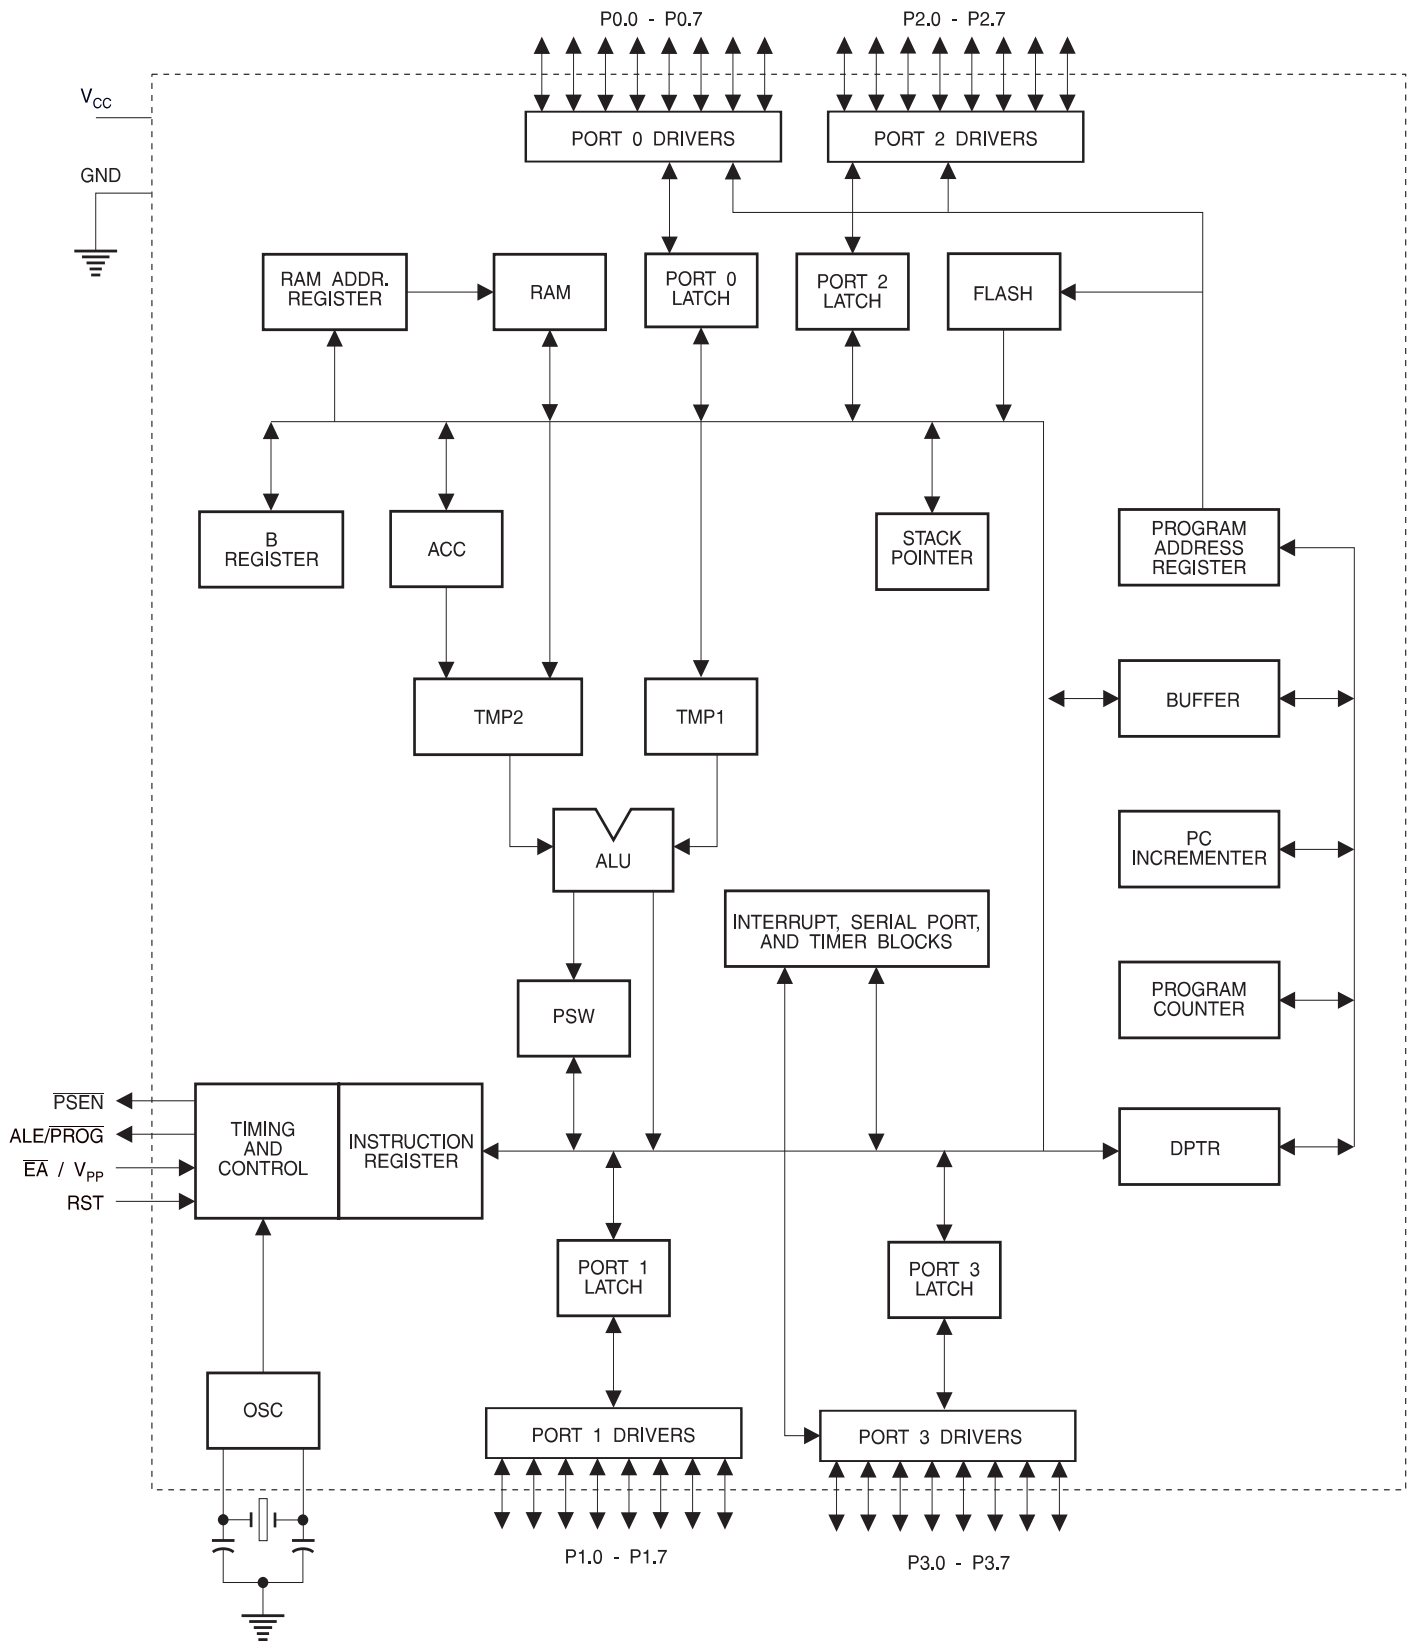 P0.0 - P0.7
P2.0 - P2.7
VCC
PORT 0 DRIVERS
PORT 2 DRIVERS
GND
RAM ADDR.
REGISTER
RAM
PORT 0
LATCH
PORT 2
LATCH
FLASH
B
REGISTER
ACC
STACK
POINTER
PROGRAM
ADDRESS
REGISTER
TMP2
TMP1
BUFFER
ALU
PC
INCREMENTER
INTERRUPT, SERIAL PORT,
AND TIMER BLOCKS
PSW
PROGRAM
COUNTER
PSEN
ALE/PROG
EA / VPP
RST
TIMING
AND
CONTROL
INSTRUCTION
REGISTER
DPTR
PORT 1
LATCH
PORT 3
LATCH
OSC
PORT 1 DRIVERS
PORT 3 DRIVERS
P1.0 - P1.7
P3.0 - P3.7